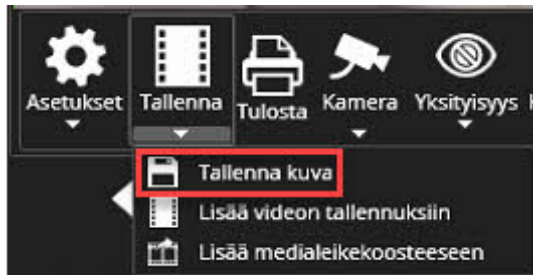 Asetukset Tallenna Tulosta Kamera Yksityisyys
Tallenna kuva
Lisää videon tallennuksiin
Lisää medialeikekoosteeseen